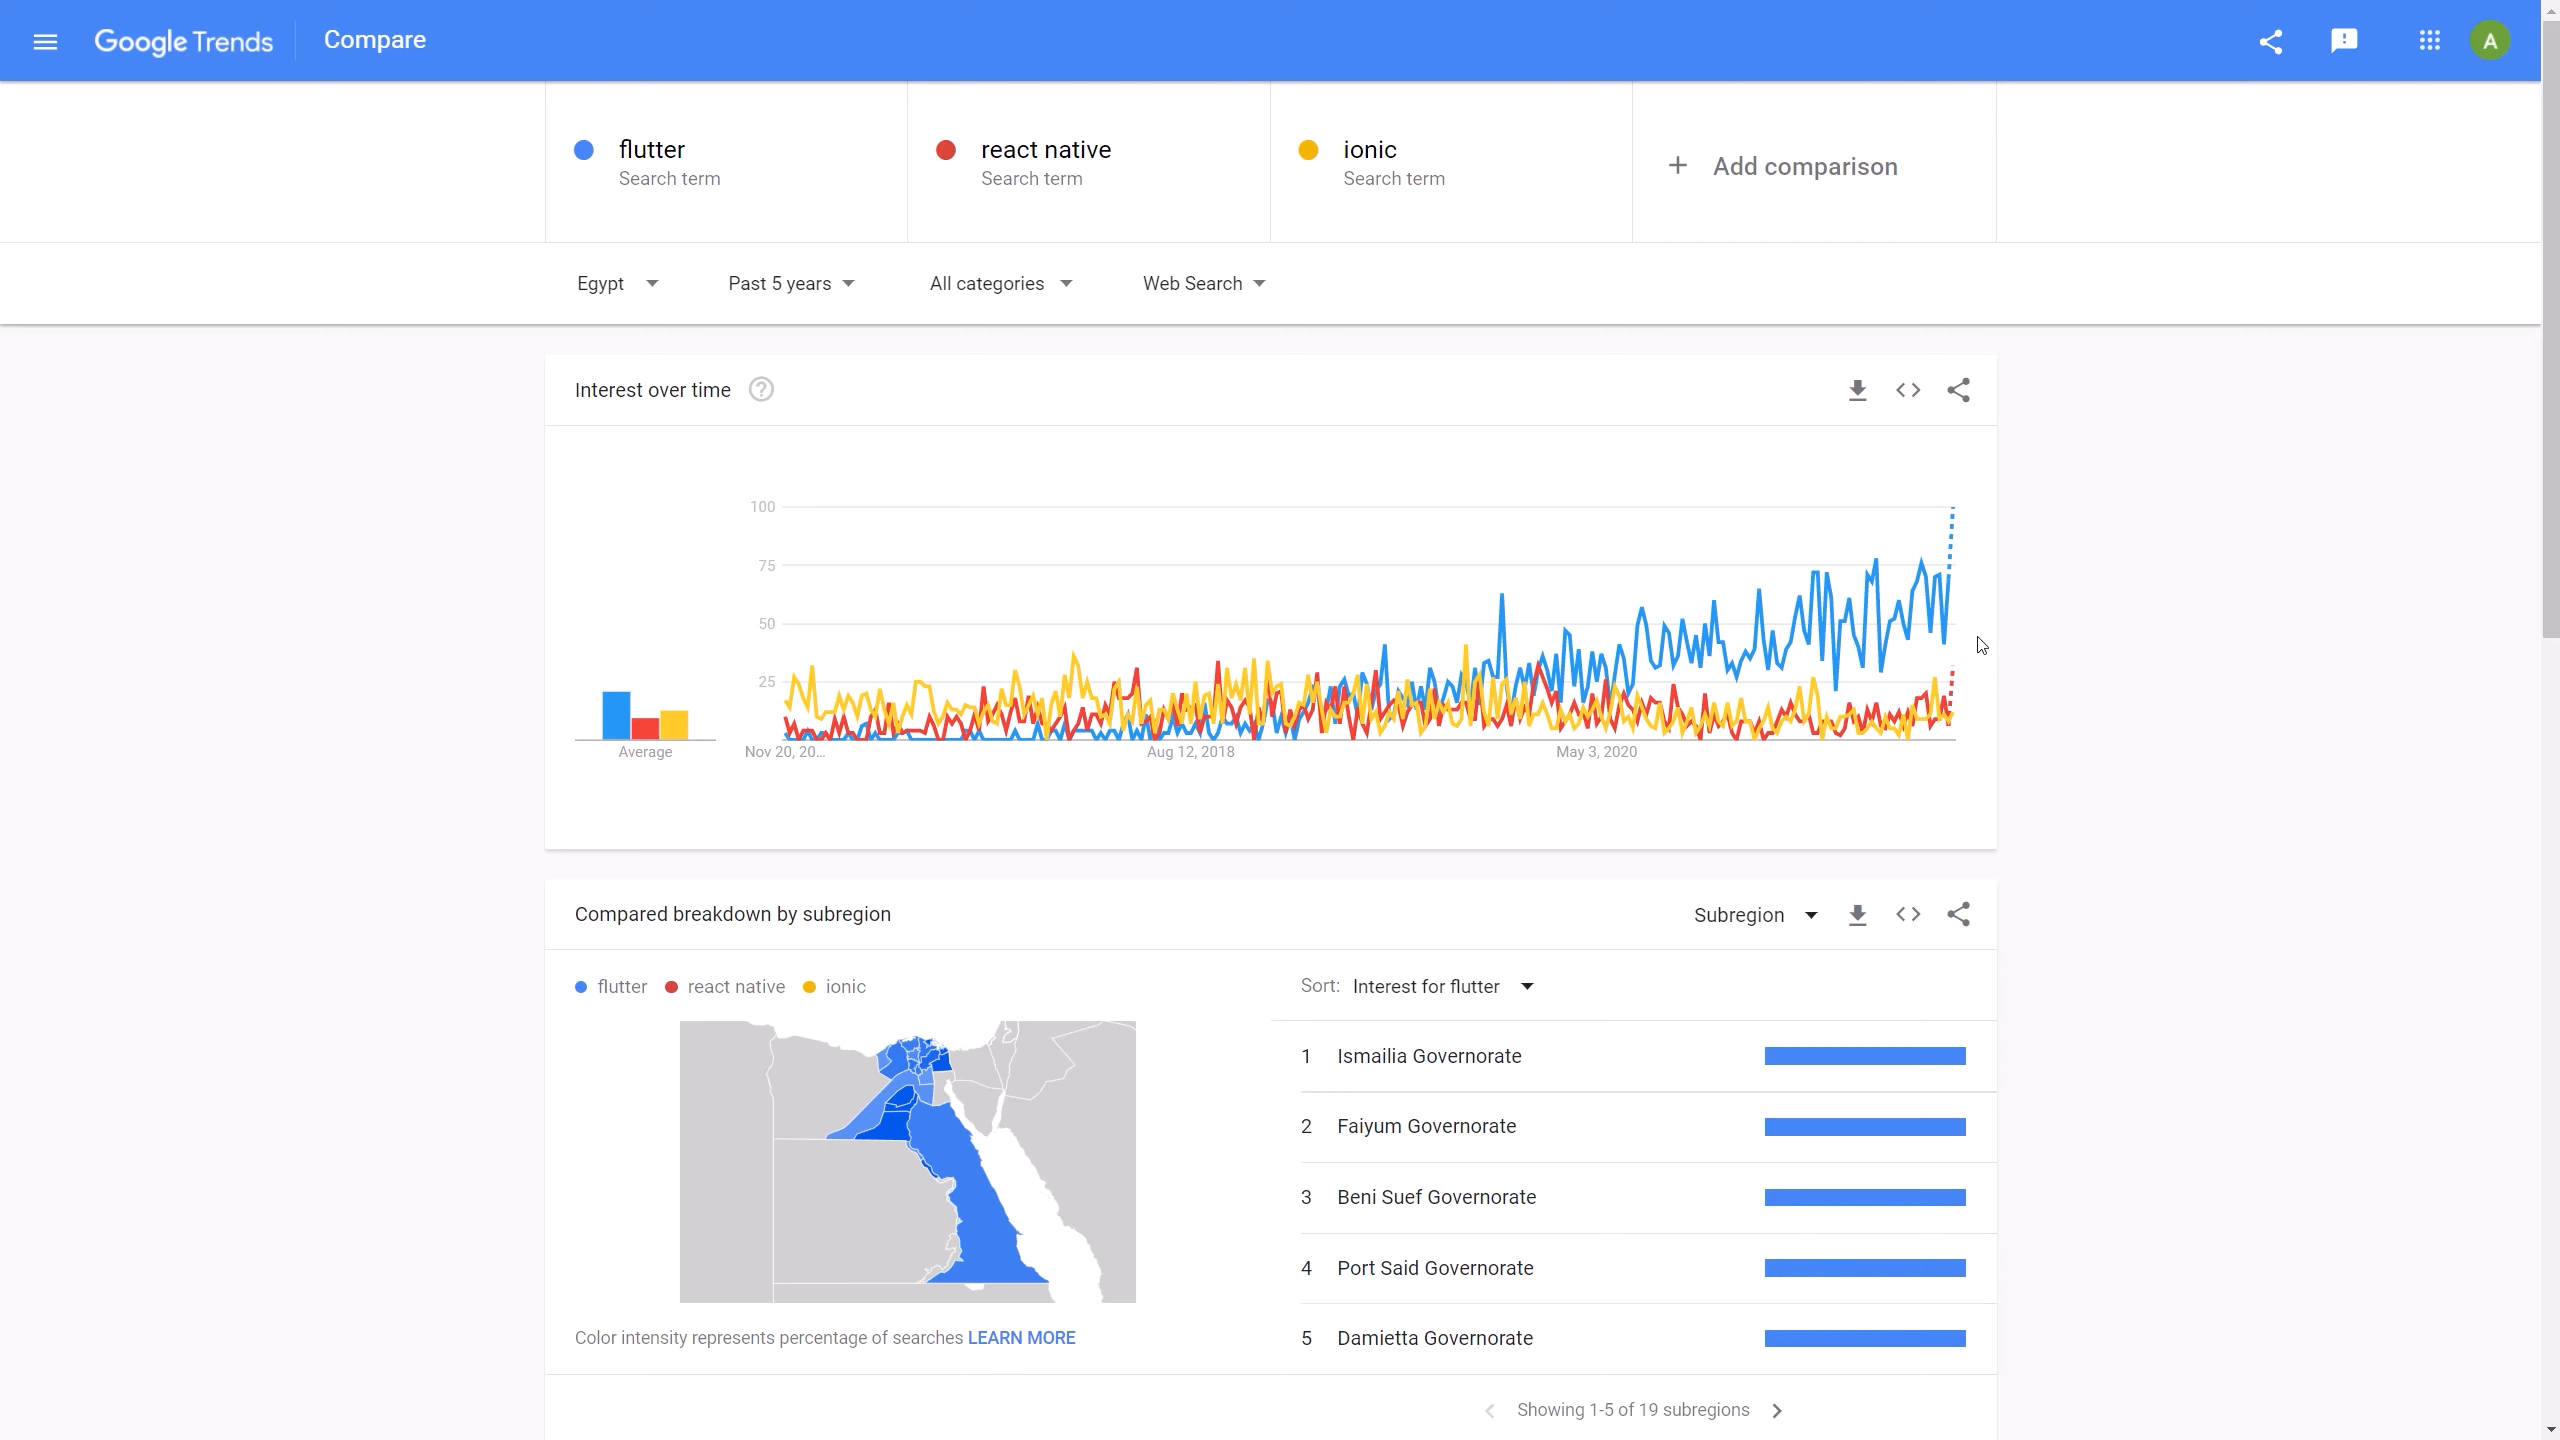 Google Trends
Compare
A
flutter
Search term
react native
Search term
ionic
Search term
+ Add comparison
Egypt
Past 5 years
All categories
Web Search
Interest over time
100
75
50
25
Average
Nov 20, 20...
Aug 12, 2018
May 3, 2020
Compared breakdown by subregion
Subregion
flutter
react native
ionic
Sort: Interest for flutter
1 Ismailia Governorate
2 Faiyum Governorate
3 Beni Suef Governorate
4 Port Said Governorate
5 Damietta Governorate
Color intensity represents percentage of searches LEARN MORE
Showing 1-5 of 19 subregions